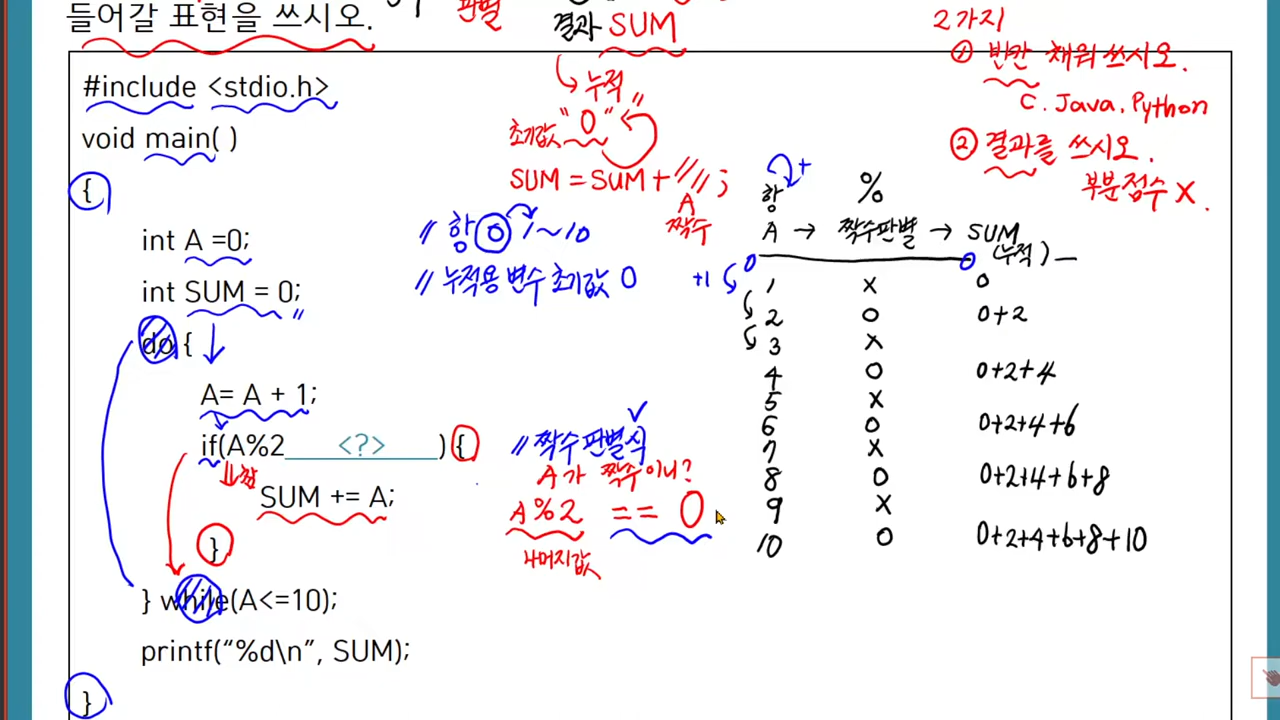 들어갈 표현을 쓰시오.
판별
결과 SUM
↳ 누적
초기값 "0"
SUM = SUM + A ;
짝수
2가지
① 빈칸 채워 쓰시오.
C. Java. Python
② 결과를 쓰시오.
부분점수 X.
#include <stdio.h>
void main( )
{
int A =0; // 항 0 1~10
int SUM = 0; // 누적용 변수 초기값 0
do {
A= A + 1;
if(A%2____<?>____) { // 짝수 판별식
↓참
SUM += A;
}
} while(A<=10);
printf("%d\n", SUM);
}
A가 짝수이니?
A%2 == 0
나머지값
+
항 %
A → 짝수판별 → SUM
(누적)
0 0
+1
1 X 0
2 O 0+2
3 X
4 O 0+2+4
5 X
6 O 0+2+4+6
7 X
8 O 0+2+4+6+8
9 X
10 O 0+2+4+6+8+10